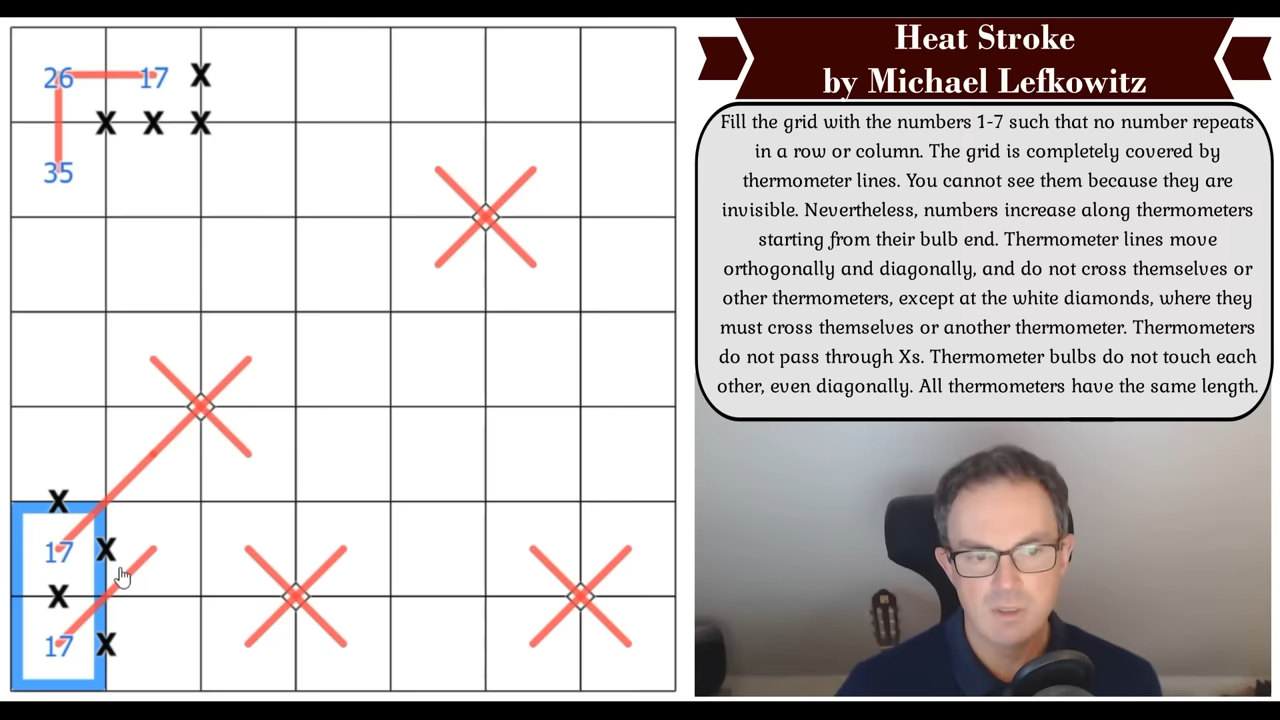 Heat Stroke
by Michael Lefkowitz
Fill the grid with the numbers 1-7 such that no number repeats
in a row or column. The grid is completely covered by
thermometer lines. You cannot see them because they are
invisible. Nevertheless, numbers increase along thermometers
starting from their bulb end. Thermometer lines move
orthogonally and diagonally, and do not cross themselves or
other thermometers, except at the white diamonds, where they
must cross themselves or another thermometer. Thermometers
do not pass through Xs. Thermometer bulbs do not touch each
other, even diagonally. All thermometers have the same length.
26 17 X
X X X
35
X
17 X
X
17 X